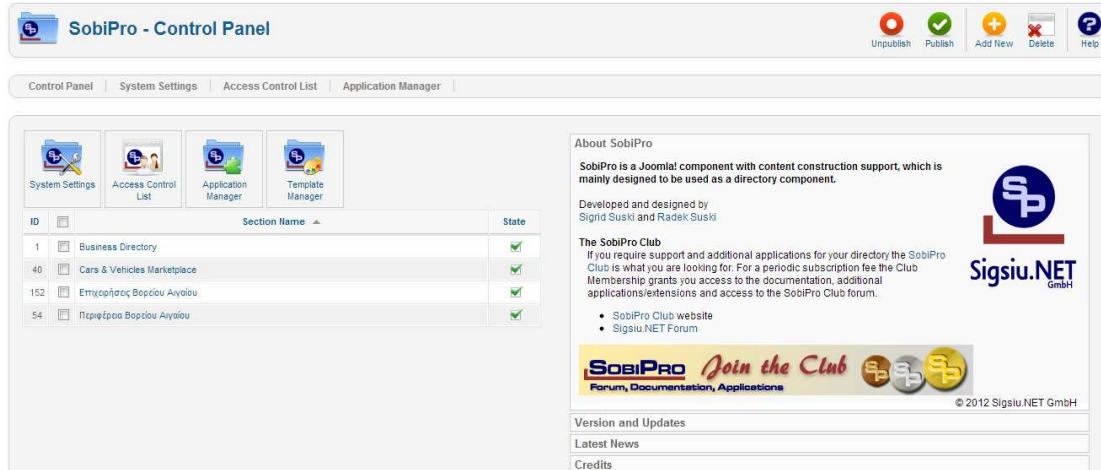 SobiPro - Control Panel
Unpublish Publish Add New Delete Help
Control Panel System Settings Access Control List Application Manager
System Settings
Access Control
List
Application
Manager
Template
Manager
ID Section Name State
1 Business Directory
40 Cars & Vehicles Marketplace
152 Επιχειρήσεις Βορείου Αιγαίου
54 Περιφέρεια Βορείου Αιγαίου
About SobiPro
SobiPro is a Joomla! component with content construction support, which is
mainly designed to be used as a directory component.
Developed and designed by
Sigrid Suski and Radek Suski
The SobiPro Club
If you require support and additional applications for your directory the SobiPro
Club is what you are looking for. For a periodic subscription fee the Club
Membership grants you access to the documentation, additional
applications/extensions and access to the SobiPro Club forum.
SobiPro Club website
Sigsiu.NET Forum
Sp
Sigsiu.NET
GmbH
SOBIPRO Join the Club
Forum, Documentation, Applications
© 2012 Sigsiu.NET GmbH
Version and Updates
Latest News
Credits